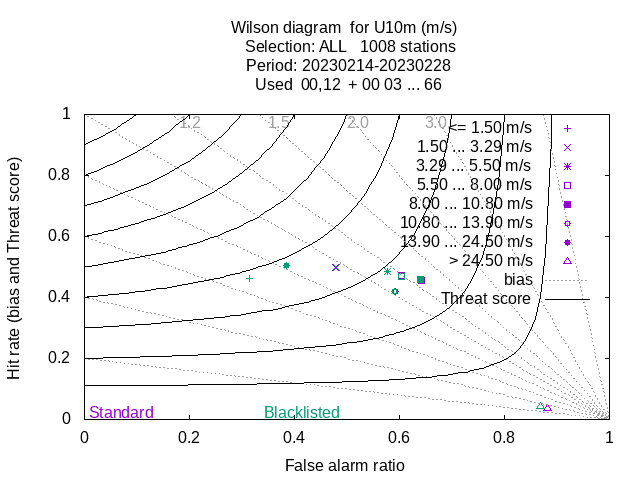 Wilson diagram  for U10m (m/s)
Selection: ALL   1008 stations
Period: 20230214-20230228
Used  00,12  + 00 03 ... 66
1.2 1.5 2.0 3.0
<= 1.50 m/s
1.50 ... 3.29 m/s
3.29 ... 5.50 m/s
5.50 ... 8.00 m/s
8.00 ... 10.80 m/s
10.80 ... 13.90 m/s
13.90 ... 24.50 m/s
> 24.50 m/s
bias
Threat score
1
0.8
0.6
0.4
0.2
0
Hit rate (bias and Threat score)
Standard Blacklisted
0 0.2 0.4 0.6 0.8 1
False alarm ratio